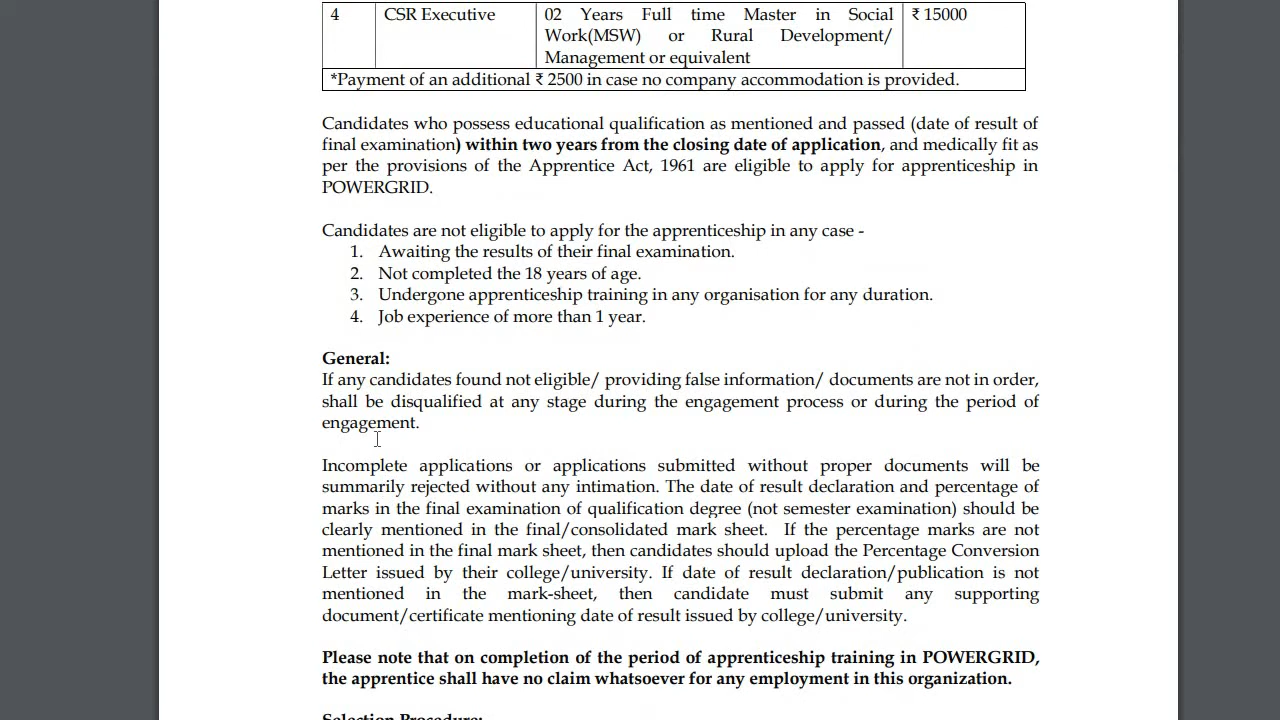 4 CSR Executive 02 Years Full time Master in Social ₹ 15000
Work(MSW) or Rural Development/
Management or equivalent
*Payment of an additional ₹ 2500 in case no company accommodation is provided.
Candidates who possess educational qualification as mentioned and passed (date of result of
final examination) within two years from the closing date of application, and medically fit as
per the provisions of the Apprentice Act, 1961 are eligible to apply for apprenticeship in
POWERGRID.
Candidates are not eligible to apply for the apprenticeship in any case -
1. Awaiting the results of their final examination.
2. Not completed the 18 years of age.
3. Undergone apprenticeship training in any organisation for any duration.
4. Job experience of more than 1 year.
General:
If any candidates found not eligible/ providing false information/ documents are not in order,
shall be disqualified at any stage during the engagement process or during the period of
engagement.
Incomplete applications or applications submitted without proper documents will be
summarily rejected without any intimation. The date of result declaration and percentage of
marks in the final examination of qualification degree (not semester examination) should be
clearly mentioned in the final/consolidated mark sheet. If the percentage marks are not
mentioned in the final mark sheet, then candidates should upload the Percentage Conversion
Letter issued by their college/university. If date of result declaration/publication is not
mentioned in the mark-sheet, then candidate must submit any supporting
document/certificate mentioning date of result issued by college/university.
Please note that on completion of the period of apprenticeship training in POWERGRID,
the apprentice shall have no claim whatsoever for any employment in this organization.
Selection Procedure: